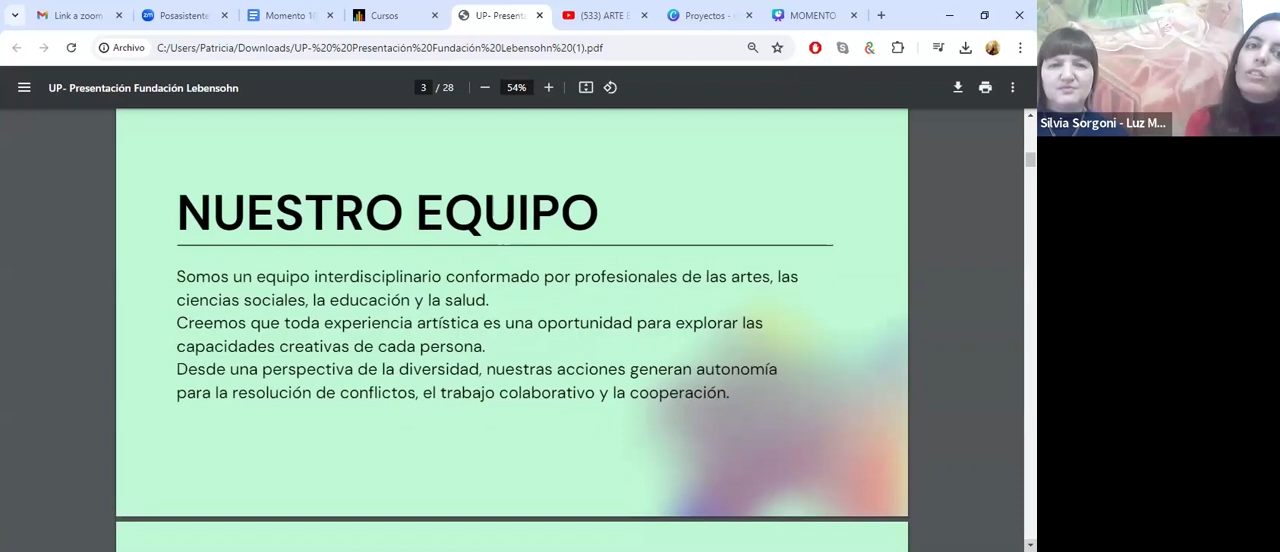 Link a zoom
Posasistente
Momento 16
Cursos
UP- Presenta
(533) ARTE E
Proyectos -
MOMENTO
Archivo
C:/Users/Patricia/Downloads/UP-%20%20Presentación%20Fundación%20Lebensohn%20(1).pdf
UP- Presentación Fundación Lebensohn
3 / 28
54%
Silvia Sorgoni - Luz M...
NUESTRO EQUIPO
Somos un equipo interdisciplinario conformado por profesionales de las artes, las
ciencias sociales, la educación y la salud.
Creemos que toda experiencia artística es una oportunidad para explorar las
capacidades creativas de cada persona.
Desde una perspectiva de la diversidad, nuestras acciones generan autonomía
para la resolución de conflictos, el trabajo colaborativo y la cooperación.